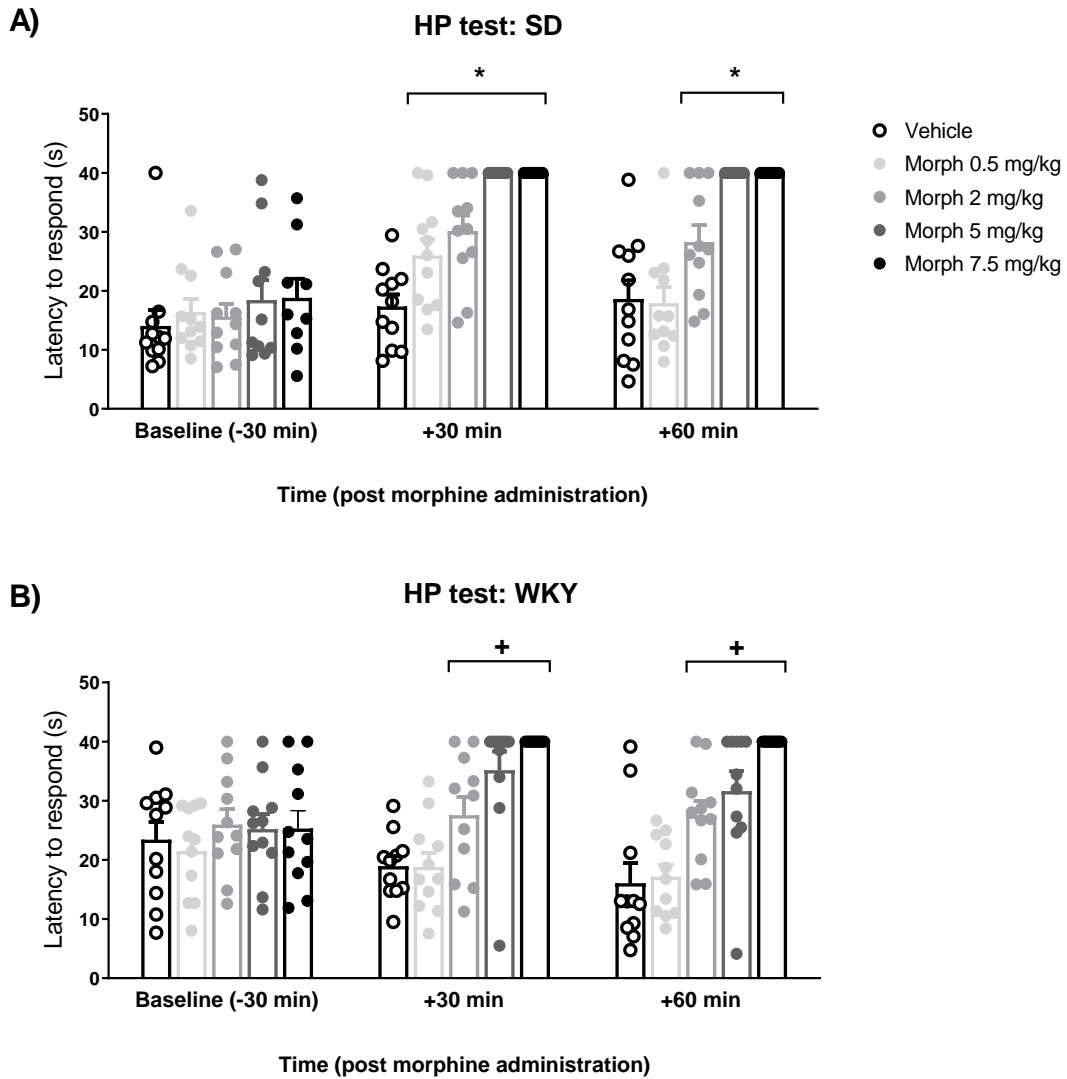 A)
HP test: SD
*
*
50
40
30
20
10
0
Latency to respond (s)
Baseline (-30 min)
+30 min
+60 min
Time (post morphine administration)
Vehicle
Morph 0.5 mg/kg
Morph 2 mg/kg
Morph 5 mg/kg
Morph 7.5 mg/kg
B)
HP test: WKY
+
+
50
40
30
20
10
0
Latency to respond (s)
Baseline (-30 min)
+30 min
+60 min
Time (post morphine administration)